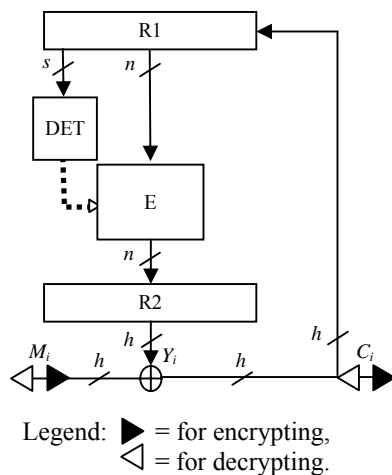 R1
s
n
DET
E
n
R2
h
M_i
h
Y_i
h
C_i
h
Legend: ▶ = for encrypting,
◁ = for decrypting.